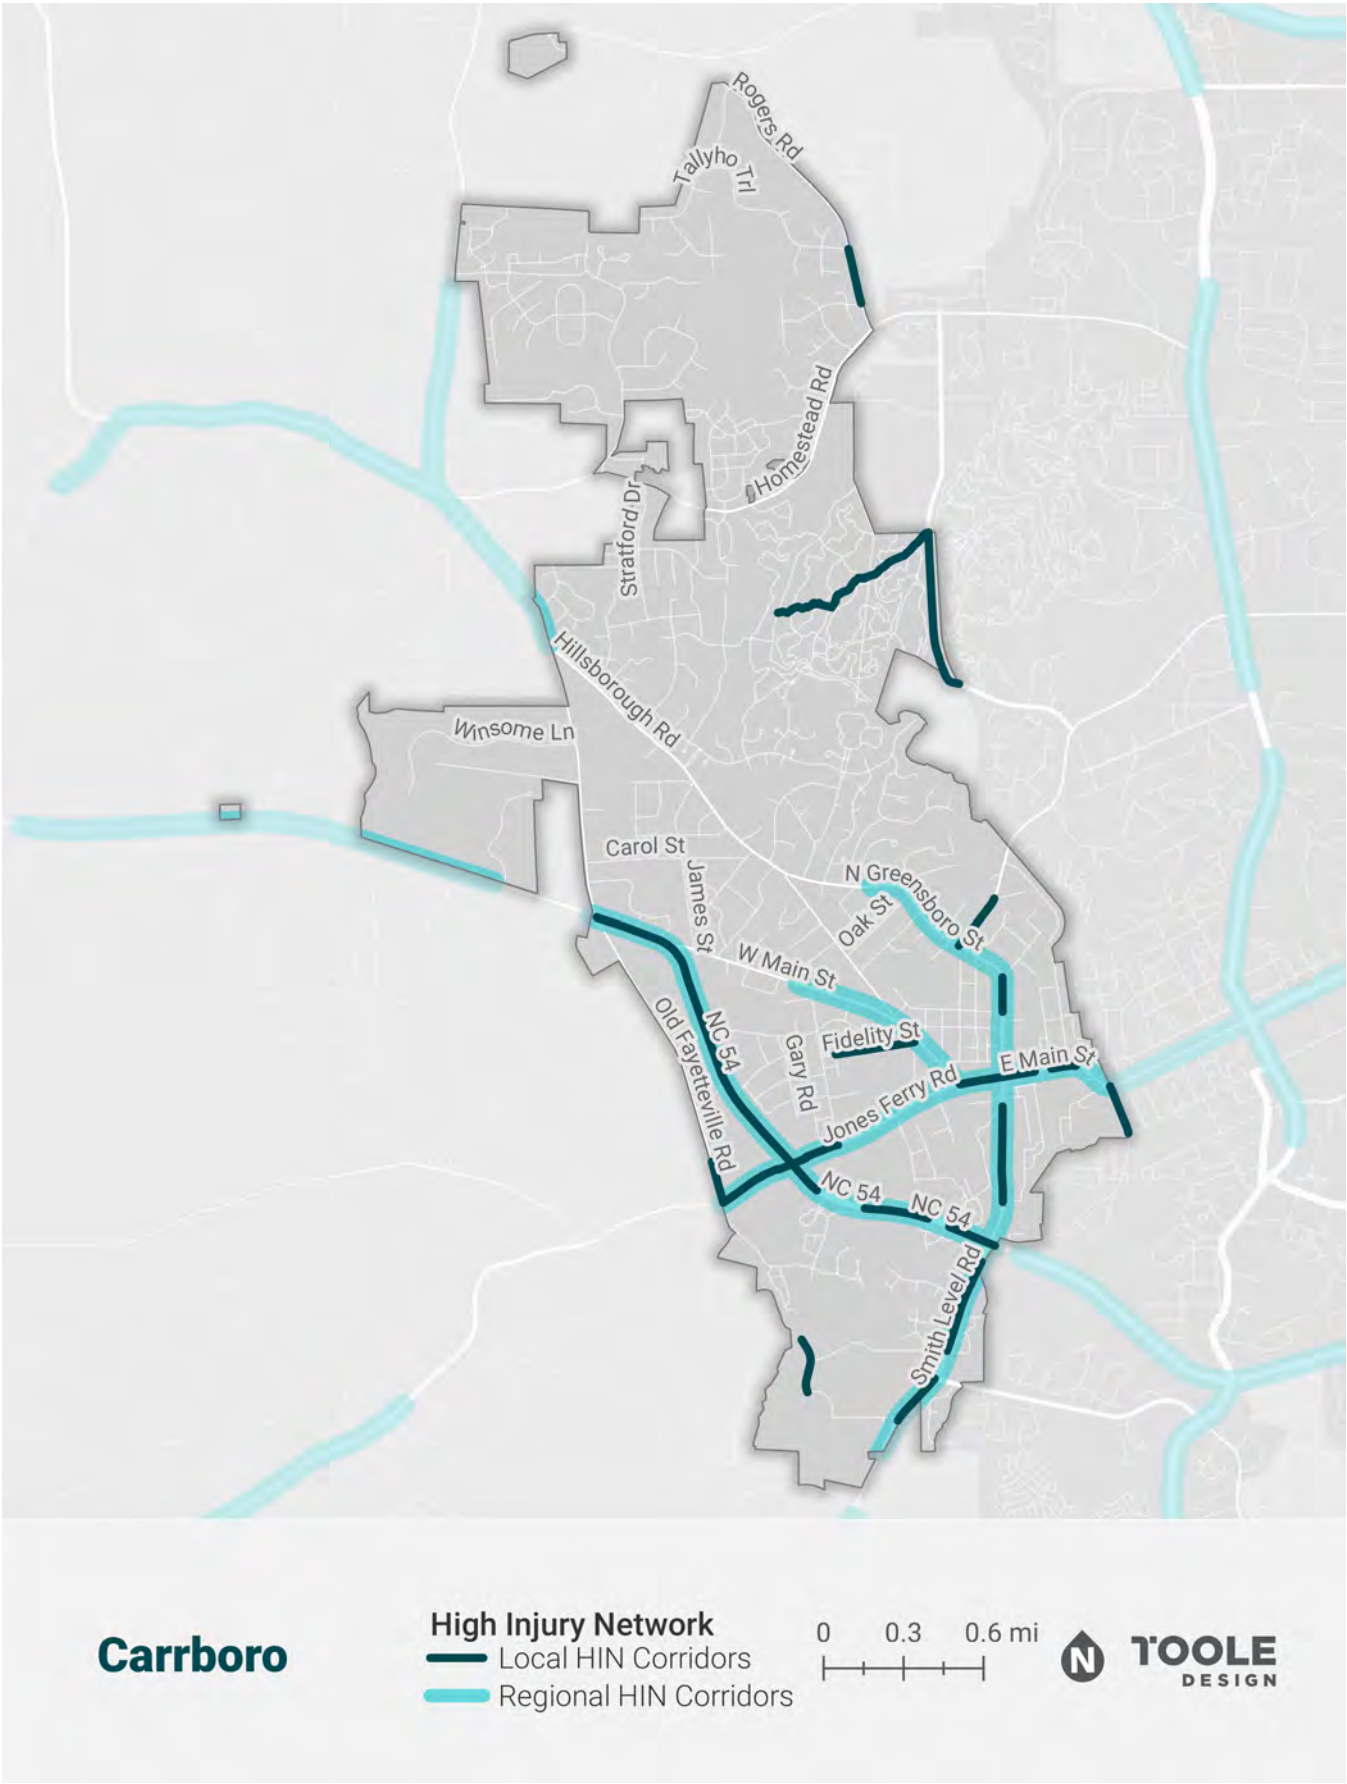 Rogers Rd
Tallyho Trl
Homestead Rd
Stratford Dr
Hillsborough Rd
Winsome Ln
Carol St
James St
N Greensboro St
Oak St
W Main St
Old Fayetteville Rd
NC 54
Gary Rd
Fidelity St
E Main St
Jones Ferry Rd
NC 54
NC 54
Smith Level Rd
Carrboro
High Injury Network
Local HIN Corridors
Regional HIN Corridors
0 0.3 0.6 mi
N
TOOLE
DESIGN